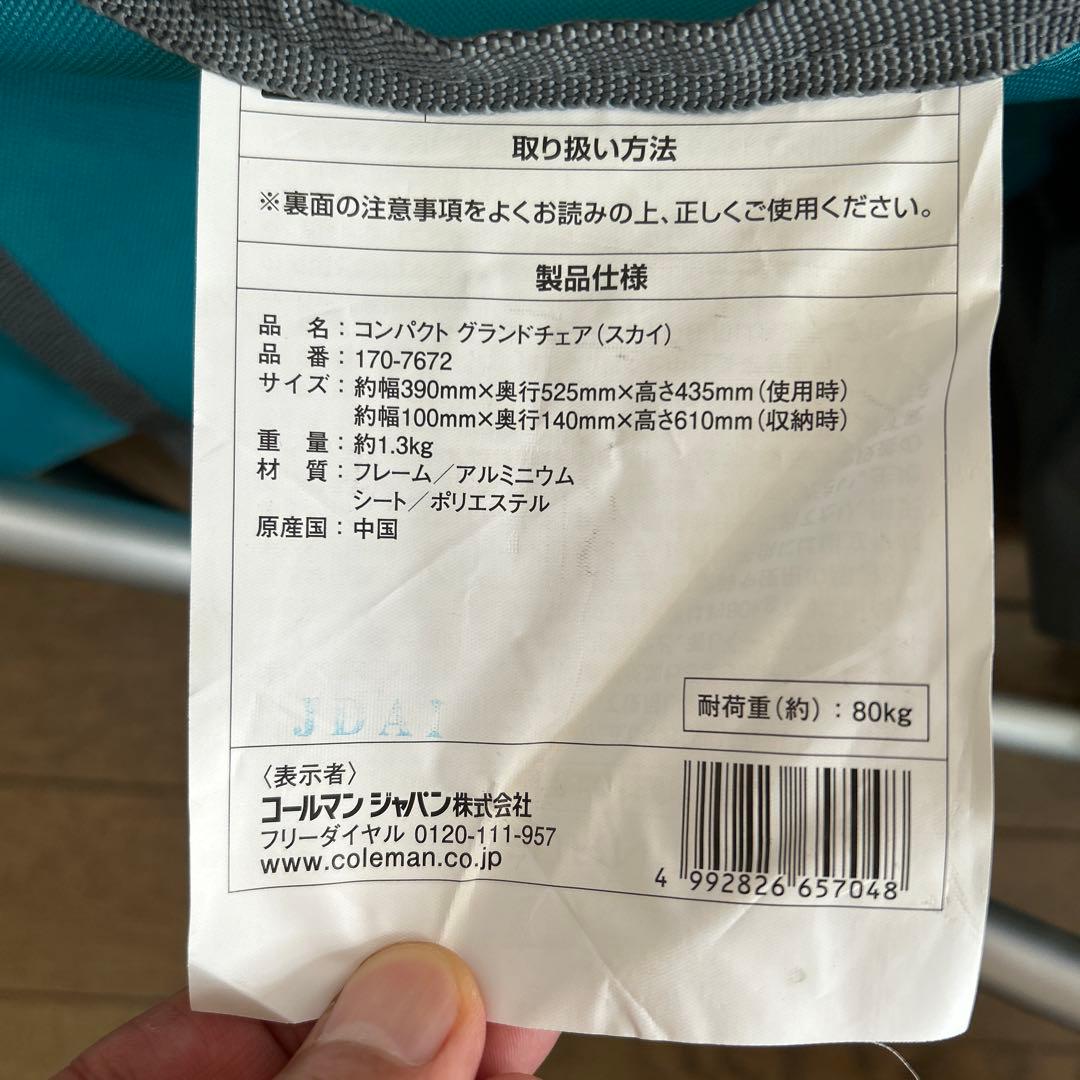 取り扱い方法
※裏面の注意事項をよくお読みの上、正しくご使用ください。
製品仕様
品　名：コンパクト グランドチェア（スカイ）
品　番：170-7672
サイズ：約幅390mm×奥行525mm×高さ435mm（使用時）
約幅100mm×奥行140mm×高さ610mm（収納時）
重　量：約1.3kg
材　質：フレーム／アルミニウム
シート／ポリエステル
原産国：中国
JDAI
耐荷重（約）：80kg
〈表示者〉
コールマン ジャパン株式会社
フリーダイヤル 0120-111-957
www.coleman.co.jp
4 992826 657048